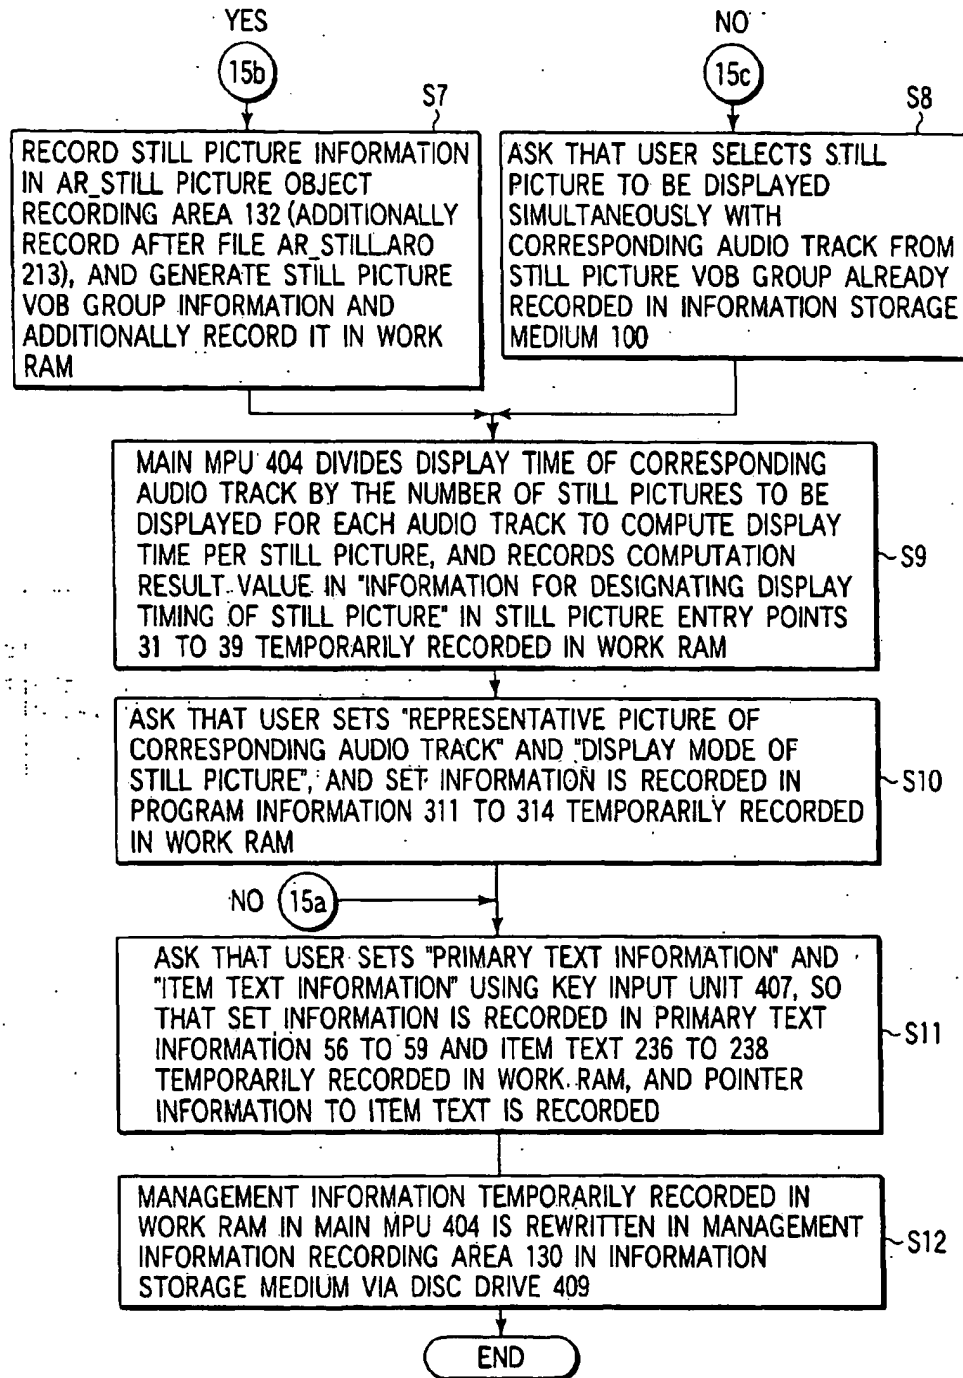 YES
15b
S7
RECORD STILL PICTURE INFORMATION
IN AR_STILL PICTURE OBJECT
RECORDING AREA 132 (ADDITIONALLY
RECORD AFTER FILE AR_STILL.ARO
213), AND GENERATE STILL PICTURE
VOB GROUP INFORMATION AND
ADDITIONALLY RECORD IT IN WORK
RAM
NO
15c
S8
ASK THAT USER SELECTS STILL
PICTURE TO BE DISPLAYED
SIMULTANEOUSLY WITH
CORRESPONDING AUDIO TRACK FROM
STILL PICTURE VOB GROUP ALREADY
RECORDED IN INFORMATION STORAGE
MEDIUM 100
MAIN MPU 404 DIVIDES DISPLAY TIME OF CORRESPONDING
AUDIO TRACK BY THE NUMBER OF STILL PICTURES TO BE
DISPLAYED FOR EACH AUDIO TRACK TO COMPUTE DISPLAY
TIME PER STILL PICTURE, AND RECORDS COMPUTATION
RESULT VALUE IN "INFORMATION FOR DESIGNATING DISPLAY
TIMING OF STILL PICTURE" IN STILL PICTURE ENTRY POINTS
31 TO 39 TEMPORARILY RECORDED IN WORK RAM
S9
ASK THAT USER SETS "REPRESENTATIVE PICTURE OF
CORRESPONDING AUDIO TRACK" AND "DISPLAY MODE OF
STILL PICTURE", AND SET INFORMATION IS RECORDED IN
PROGRAM INFORMATION 311 TO 314 TEMPORARILY RECORDED
IN WORK RAM
S10
NO 15a
ASK THAT USER SETS "PRIMARY TEXT INFORMATION" AND
"ITEM TEXT INFORMATION" USING KEY INPUT UNIT 407, SO
THAT SET INFORMATION IS RECORDED IN PRIMARY TEXT
INFORMATION 56 TO 59 AND ITEM TEXT 236 TO 238
TEMPORARILY RECORDED IN WORK RAM, AND POINTER
INFORMATION TO ITEM TEXT IS RECORDED
S11
MANAGEMENT INFORMATION TEMPORARILY RECORDED IN
WORK RAM IN MAIN MPU 404 IS REWRITTEN IN MANAGEMENT
INFORMATION RECORDING AREA 130 IN INFORMATION
STORAGE MEDIUM VIA DISC DRIVE 409
S12
END